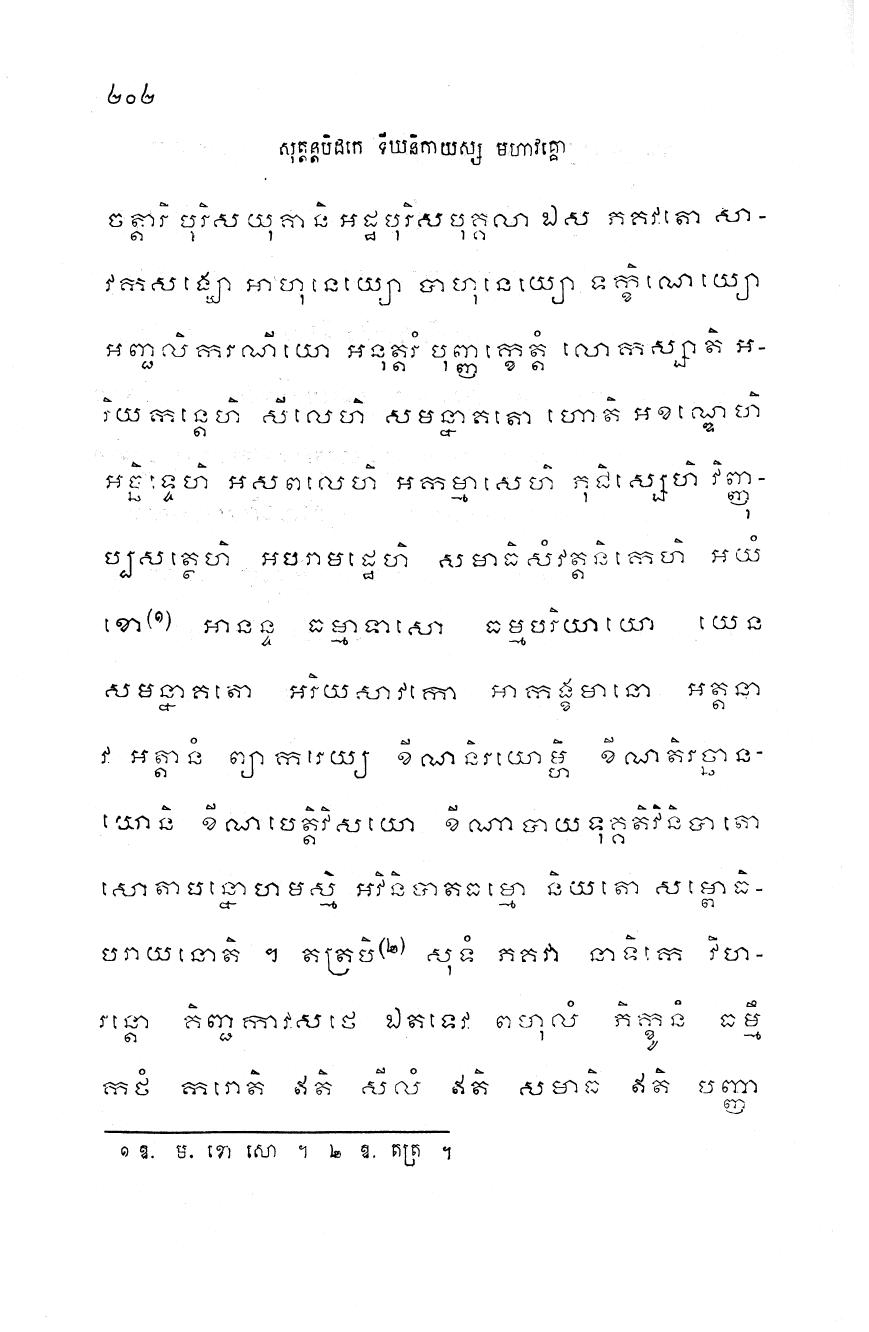 ២០២
សុត្តន្តបិដកេ ទីឃនិកាយស្ស មហាវគ្គោ
ចត្តារិ បុរិសយុគានិ អដ្ឋបុរិសបុគ្គលា ឯស ភគវតោ សា-
វកសង្ឃោ អាហុនេយ្យោ បាហុនេយ្យោ ទក្ខិណេយ្យោ
អញ្ជលិករណីយោ អនុត្តរំ បុញ្ញក្ខេត្តំ លោកស្សាតិ អ-
រិយកន្តេហិ សីលេហិ សមន្នាគតោ ហោតិ អខណ្ឌេហិ
អច្ឆិទ្ទេហិ អសពលេហិ អកម្មាសេហិ ភុជិស្សេហិ វិញ្ញុ-
ប្បសត្ថេហិ អបរាមដ្ឋេហិ សមាធិសំវត្តនិកេហិ អយំ
ខោ(១) អានន្ទ ធម្មាទាសោ ធម្មបរិយាយោ យេន
សមន្នាគតោ អរិយសាវកោ អាកង្ខមានោ អត្តនា
វ អត្តានំ ព្យាករេយ្យ ខីណនិរយោម្ហិ ខីណតិរច្ឆាន-
យោនិ ខីណបេត្តិវិសយោ ខីណាបាយទុគ្គតិវិនិបាតោ
សោតាបន្នោហមស្មិ អវិនិបាតធម្មោ និយតោ សម្ពោធិ-
បរាយនោតិ ។ តត្របិ(២) សុទំ ភគវា នាទិកេ វិហ-
រន្តោ គិញ្ជកាវសថេ ឯតទេវ ពហុលំ ភិក្ខូនំ ធម្មឹ
កថំ ករោតិ ឥតិ សីលំ ឥតិ សមាធិ ឥតិ បញ្ញា
១ ឧ. ម. ខោ សោ ។ ២ ឧ. តត្រ ។